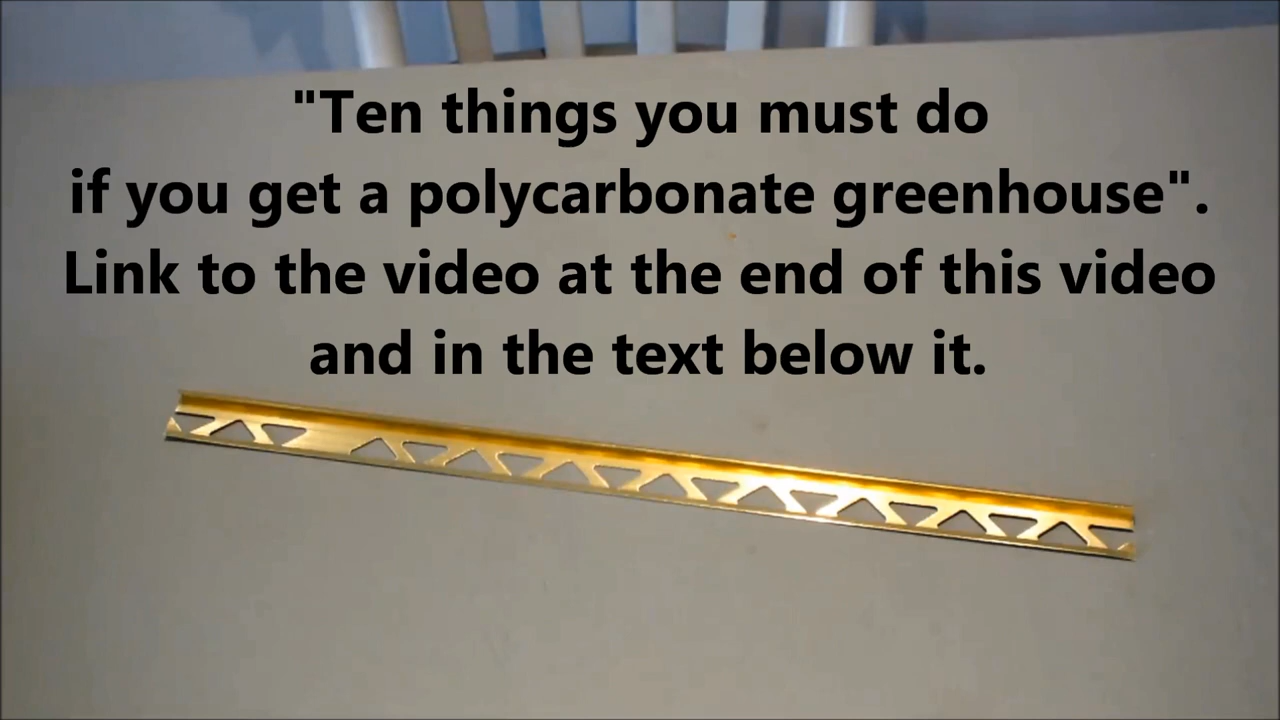 "Ten things you must do
if you get a polycarbonate greenhouse".
Link to the video at the end of this video
and in the text below it.